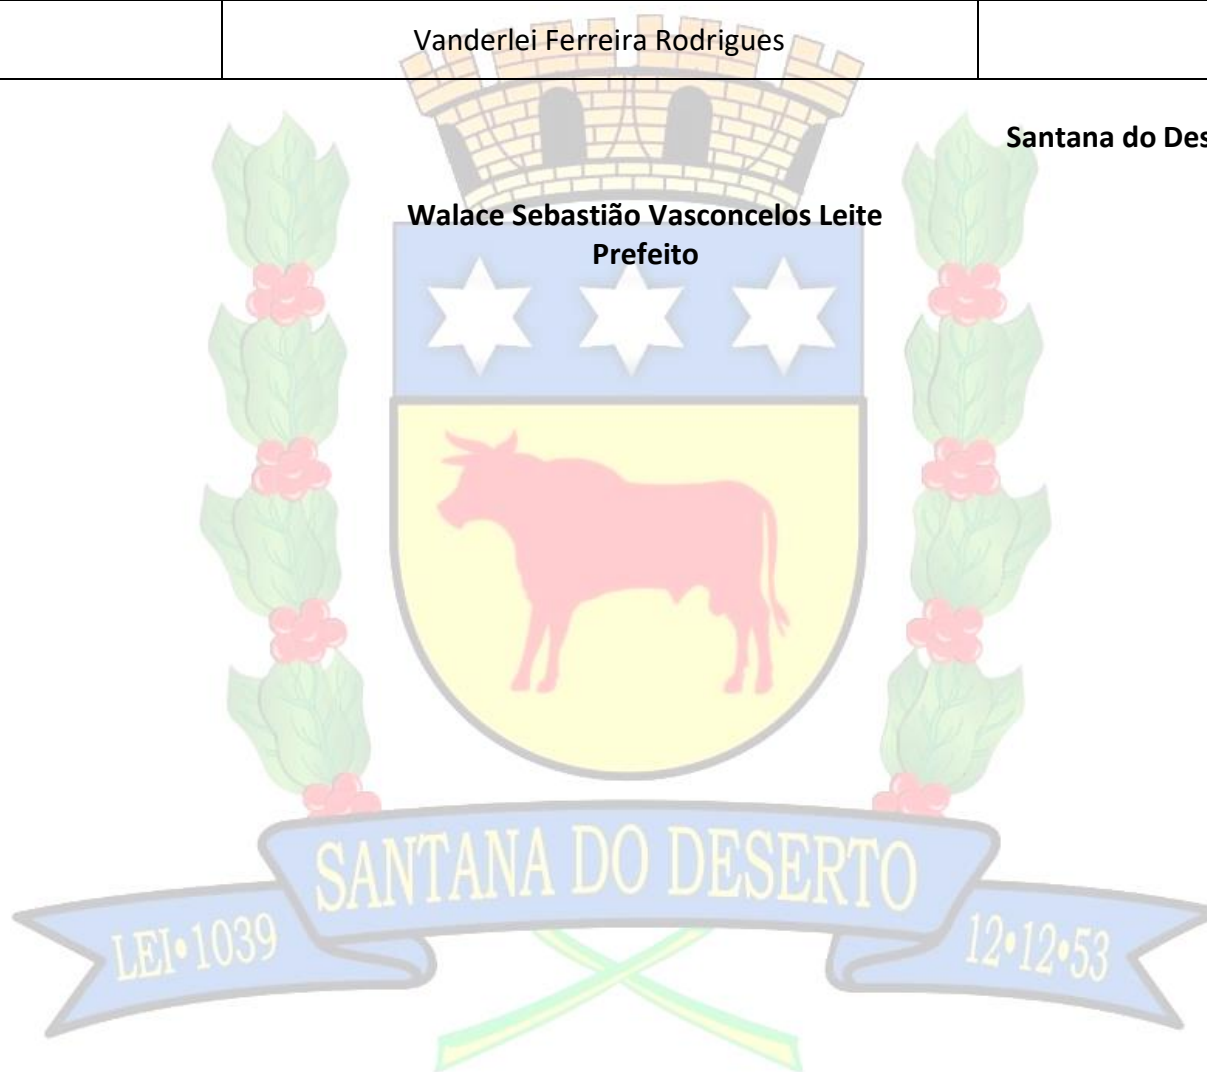 Vanderlei Ferreira Rodrigues
Santana do Des
Walace Sebastião Vasconcelos Leite
Prefeito
SANTANA DO DESERTO
LEI•1039
12•12•53